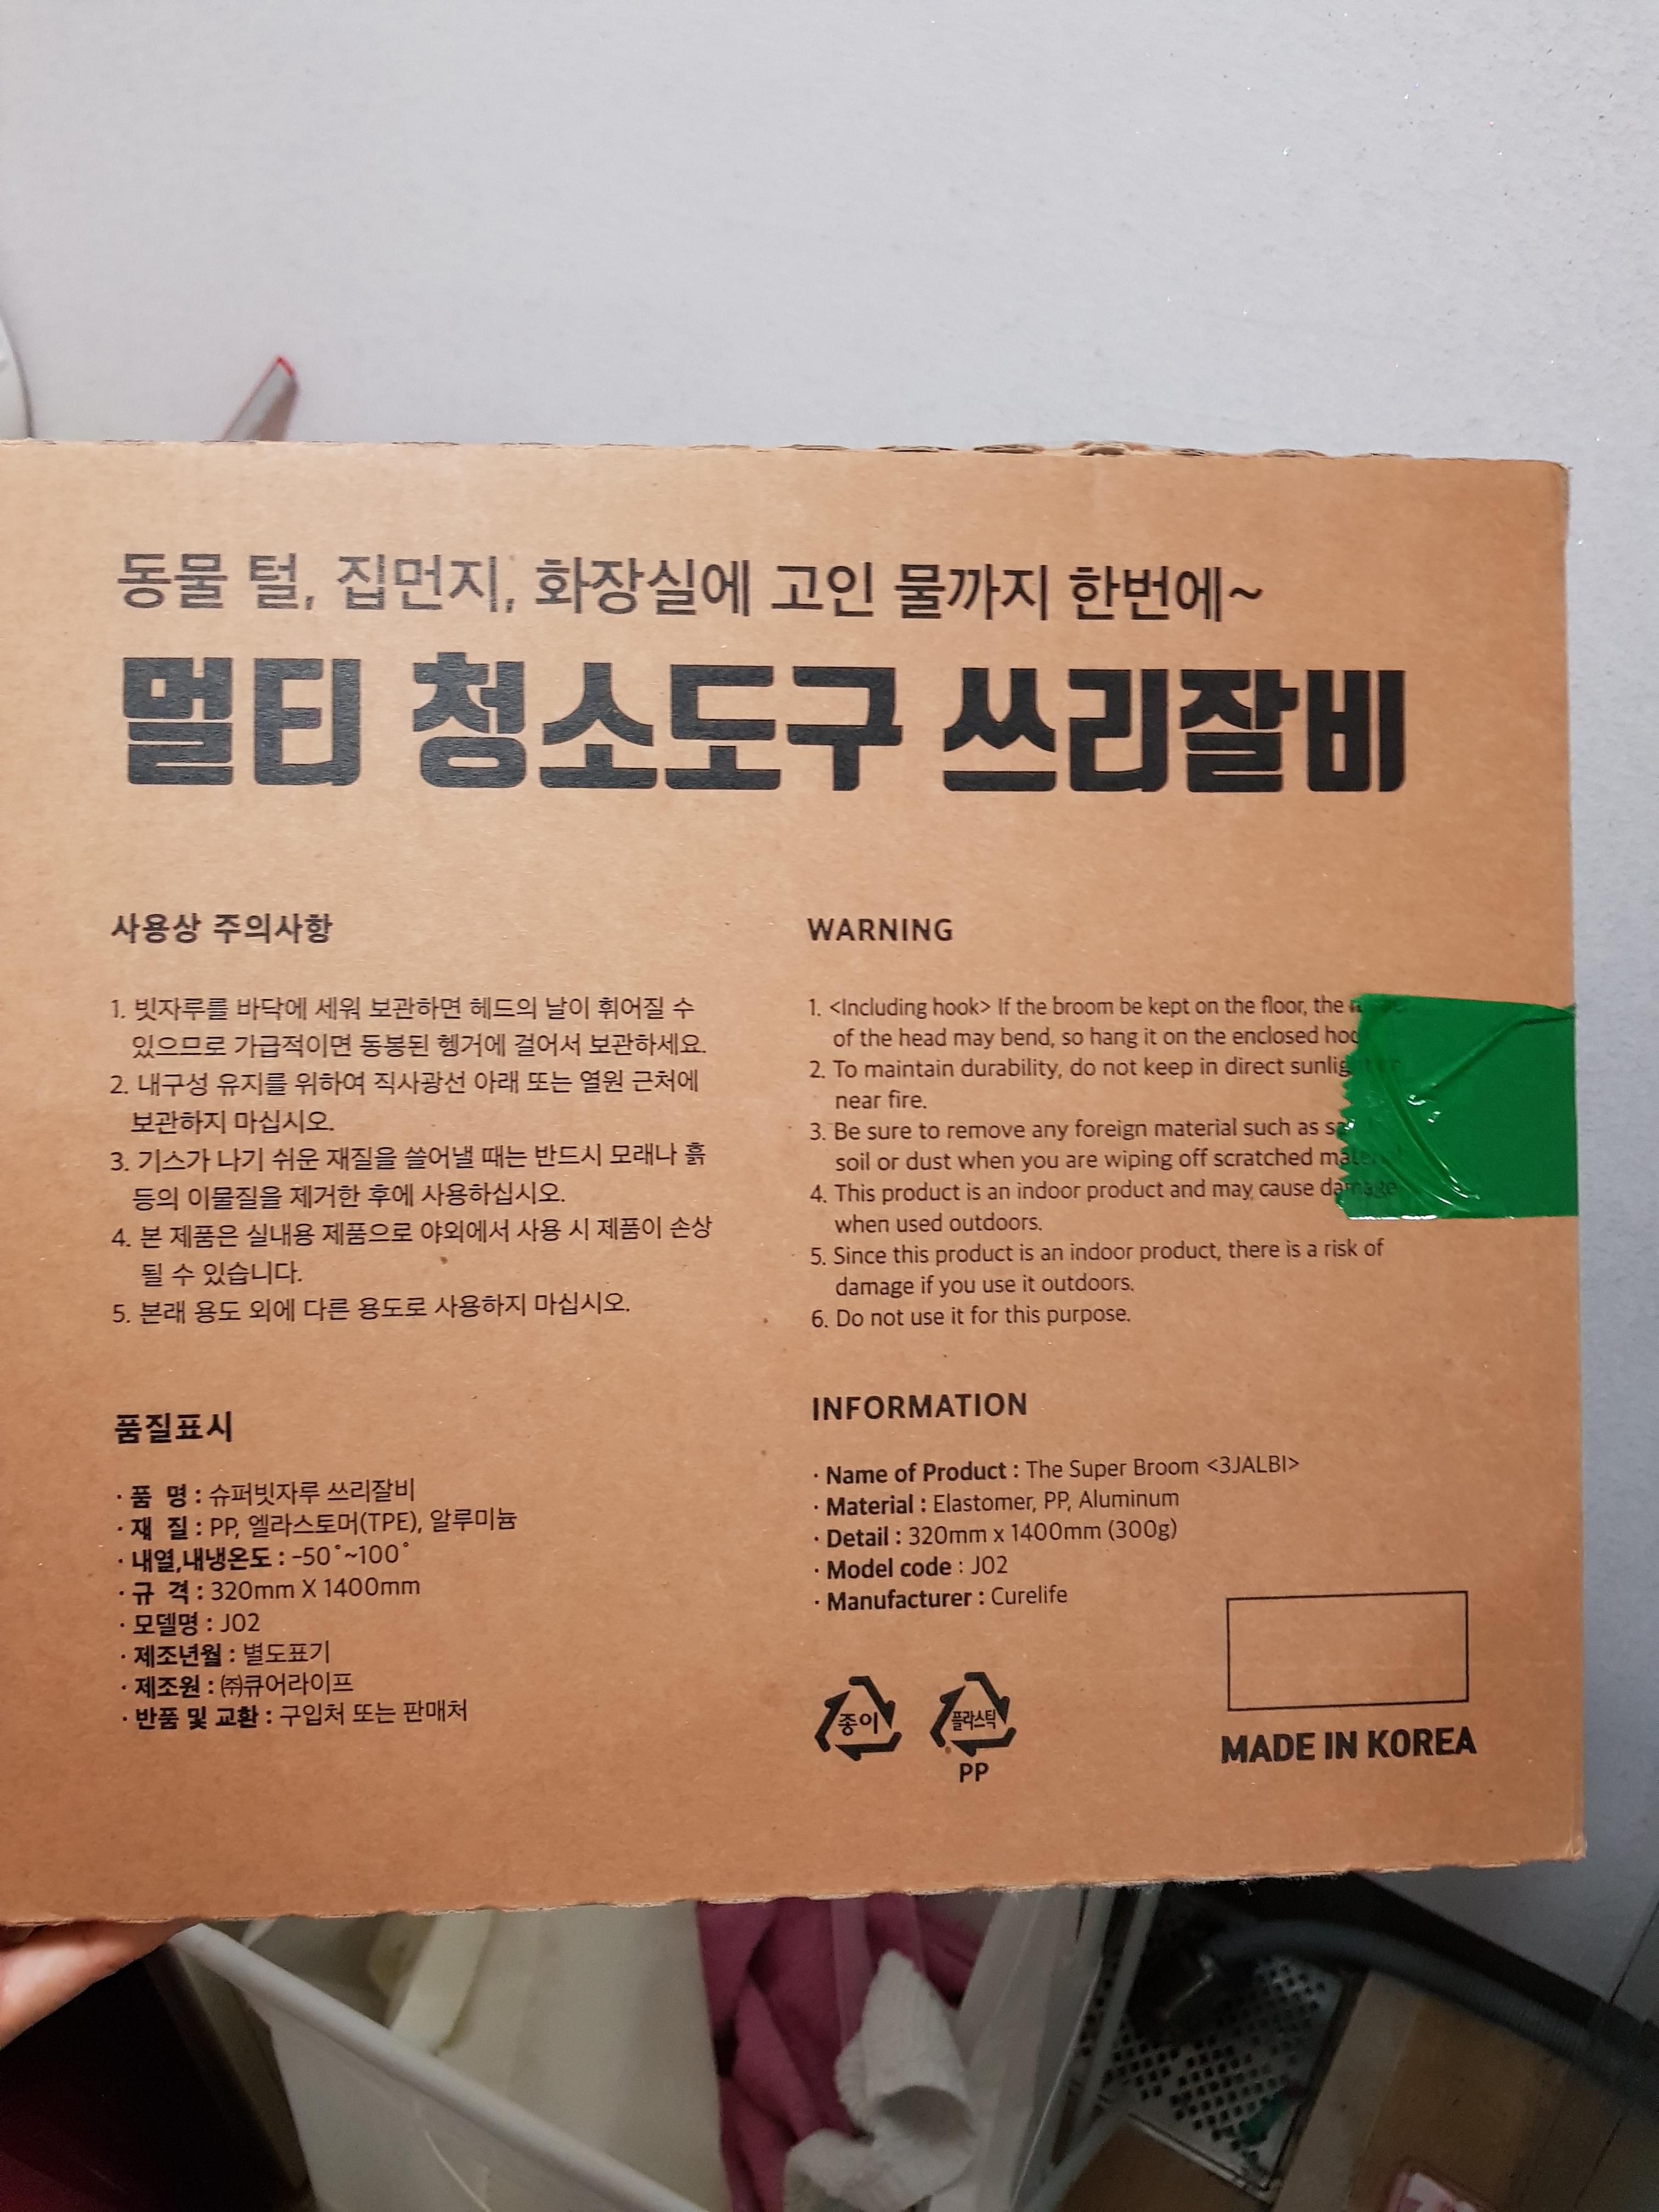 동물 털, 집먼지, 화장실에 고인 물까지 한번에~
멀티 청소도구 쓰리잘비
사용상 주의사항
1. 빗자루를 바닥에 세워 보관하면 헤드의 날이 휘어질 수
있으므로 가급적이면 동봉된 헹거에 걸어서 보관하세요.
2. 내구성 유지를 위하여 직사광선 아래 또는 열원 근처에
보관하지 마십시오.
3. 기스가 나기 쉬운 재질을 쓸어낼 때는 반드시 모래나 흙
등의 이물질을 제거한 후에 사용하십시오.
4. 본 제품은 실내용 제품으로 야외에서 사용 시 제품이 손상
될 수 있습니다.
5. 본래 용도 외에 다른 용도로 사용하지 마십시오.
품질표시
· 품 명 : 슈퍼빗자루 쓰리잘비
· 재 질 : PP, 엘라스토머(TPE), 알루미늄
· 내열,내냉온도 : -50˚~100˚
· 규 격 : 320mm X 1400mm
· 모델명 : J02
· 제조년월 : 별도표기
· 제조원 : ㈜큐어라이프
· 반품 및 교환 : 구입처 또는 판매처
WARNING
1. <Including hook> If the broom be kept on the floor, the
of the head may bend, so hang it on the enclosed
2. To maintain durability, do not keep in direct
near fire.
3. Be sure to remove any foreign material such as
soil or dust when you are wiping off scratched
4. This product is an indoor product and may cause damage
when used outdoors.
5. Since this product is an indoor product, there is a risk of
damage if you use it outdoors.
6. Do not use it for this purpose.
INFORMATION
· Name of Product : The Super Broom <3JALBI>
· Material : Elastomer, PP, Aluminum
· Detail : 320mm x 1400mm (300g)
· Model code : J02
· Manufacturer : Curelife
종이
플라스틱
PP
MADE IN KOREA